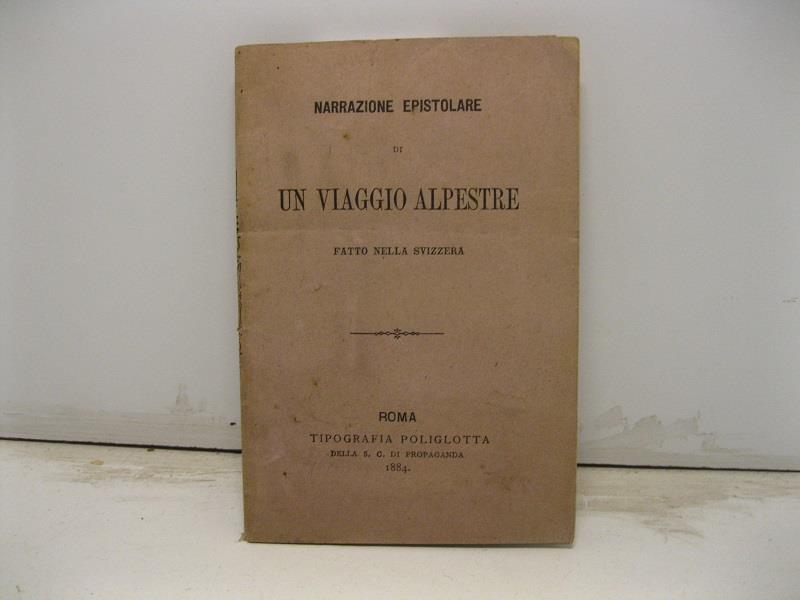 NARRAZIONE EPISTOLARE
DI
UN VIAGGIO ALPESTRE
FATTO NELLA SVIZZERA
ROMA
TIPOGRAFIA POLIGLOTTA
DELLA S. C. DI PROPAGANDA
1884.